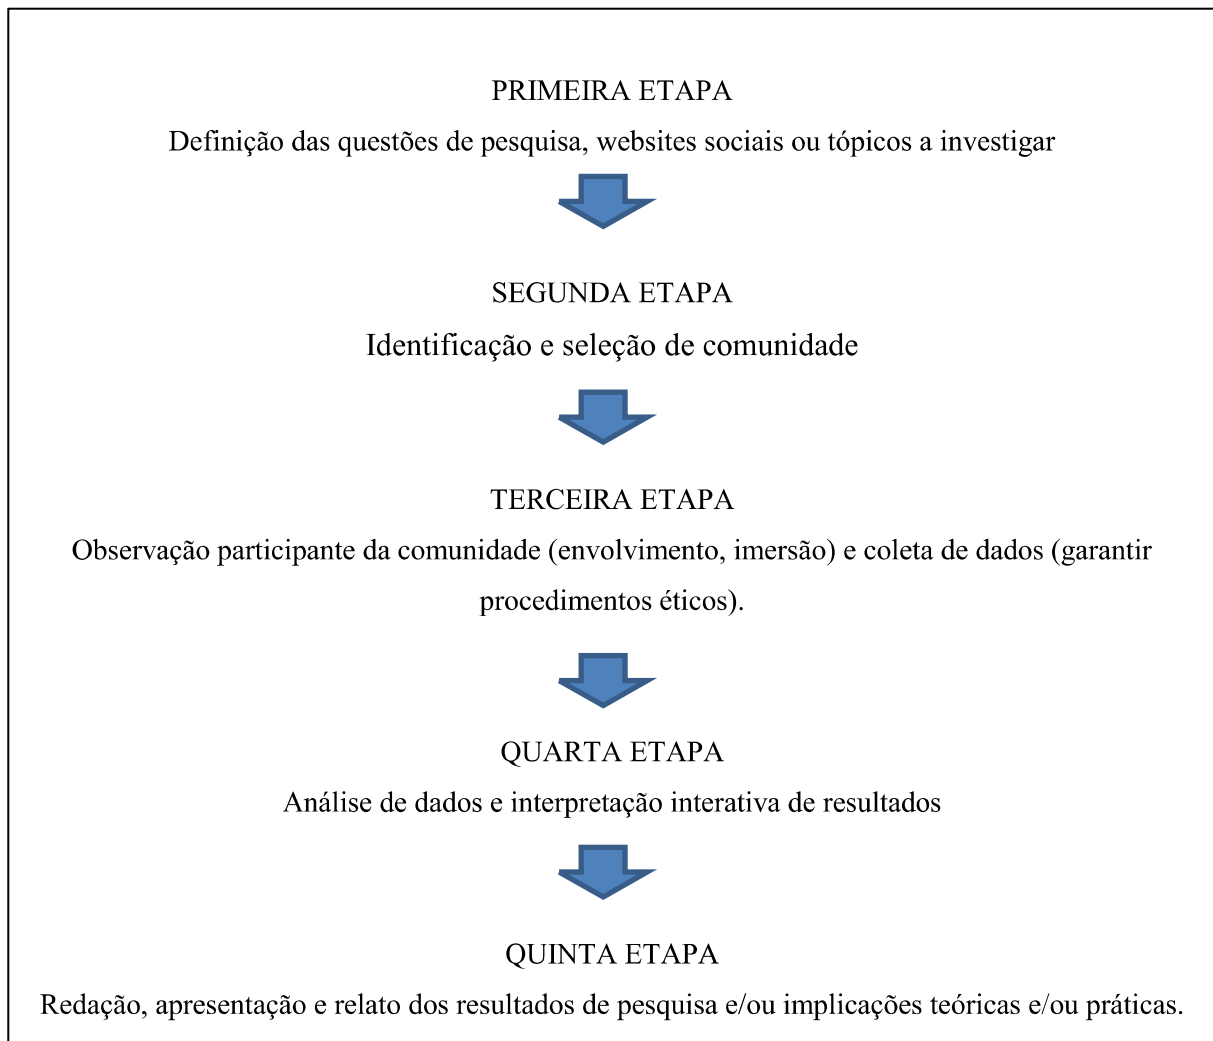 PRIMEIRA ETAPA
Definição das questões de pesquisa, websites sociais ou tópicos a investigar
SEGUNDA ETAPA
Identificação e seleção de comunidade
TERCEIRA ETAPA
Observação participante da comunidade (envolvimento, imersão) e coleta de dados (garantir
procedimentos éticos).
QUARTA ETAPA
Análise de dados e interpretação interativa de resultados
QUINTA ETAPA
Redação, apresentação e relato dos resultados de pesquisa e/ou implicações teóricas e/ou práticas.